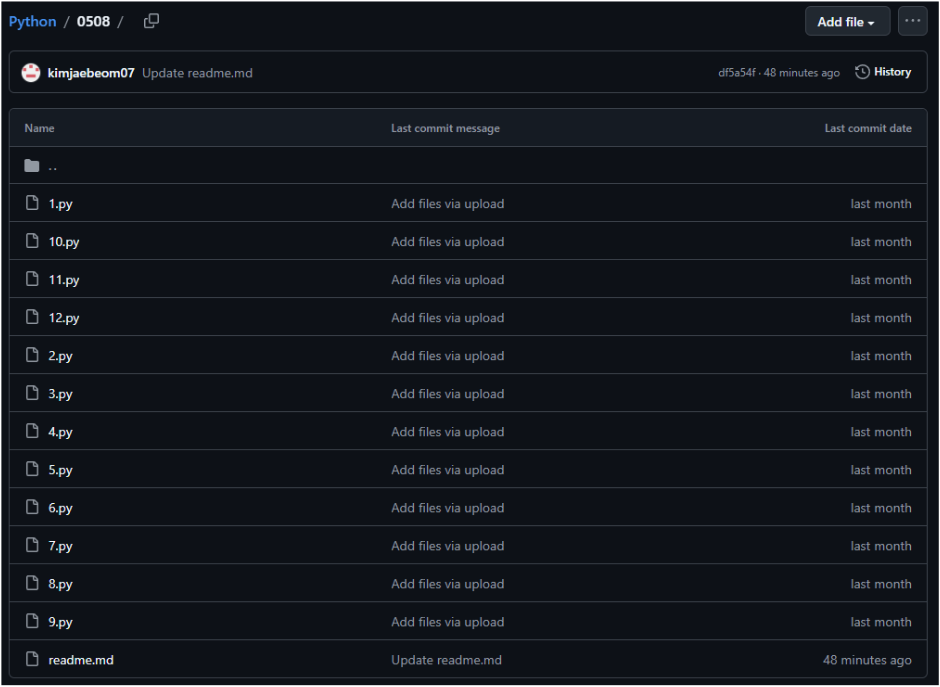 Python / 0508 /
Add file
kimjaebeom07 Update readme.md df5a54f · 48 minutes ago History
Name Last commit message Last commit date
..
1.py Add files via upload last month
10.py Add files via upload last month
11.py Add files via upload last month
12.py Add files via upload last month
2.py Add files via upload last month
3.py Add files via upload last month
4.py Add files via upload last month
5.py Add files via upload last month
6.py Add files via upload last month
7.py Add files via upload last month
8.py Add files via upload last month
9.py Add files via upload last month
readme.md Update readme.md 48 minutes ago